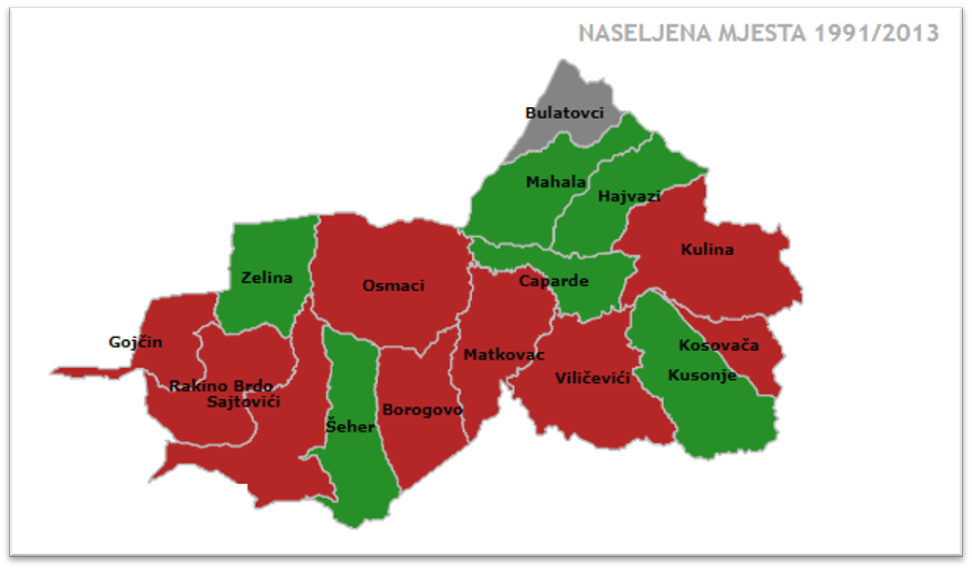 NASELJENA MJESTA 1991/2013
Bulatovci
Mahala
Hajvazi
Kulina
Zelina
Osmaci
Caparde
Gojčin
Kosovača
Matkovac
Viličevići
Kusonje
Rakino Brdo
Sajtovići
Borogovo
Šeher